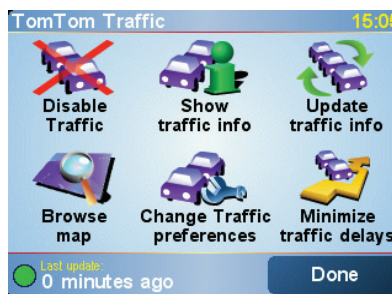 TomTom Traffic 15:05
Disable
Traffic
Show
traffic info
Update
traffic info
Browse
map
Change Traffic
preferences
Minimize
traffic delays
Last update:
0 minutes ago
Done